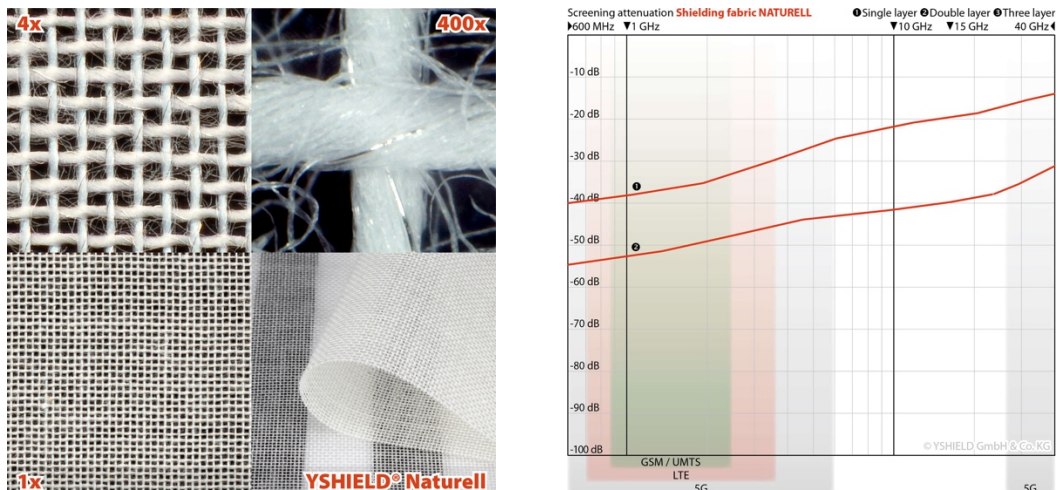 4x
400x
1x
YSHIELD® Naturell
Screening attenuation Shielding fabric NATURELL
❶Single layer ❷Double layer ❸Three layer
▶600 MHz ▼1 GHz ▼10 GHz ▼15 GHz 40 GHz◀
-10 dB
-20 dB
-30 dB
❶
-40 dB
❷
-50 dB
-60 dB
-70 dB
-80 dB
-90 dB
©YSHIELD GmbH & Co. KG
-100 dB
GSM / UMTS
LTE
5G 5G